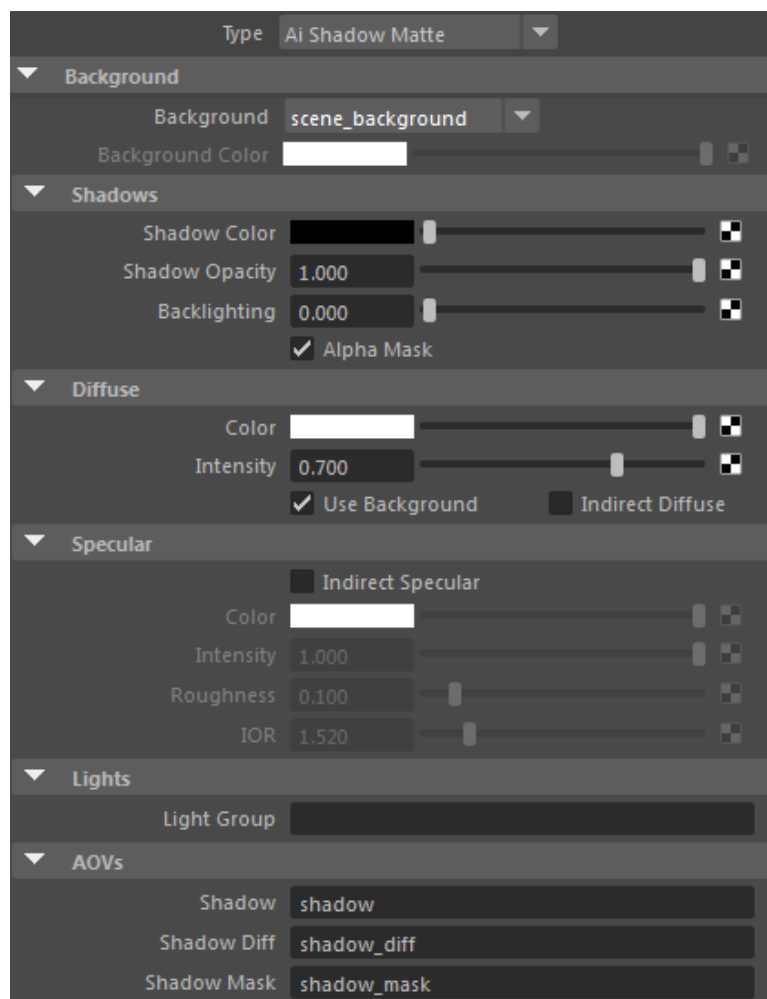 Type Ai Shadow Matte
Background
Background scene_background
Background Color
Shadows
Shadow Color
Shadow Opacity 1.000
Backlighting 0.000
Alpha Mask
Diffuse
Color
Intensity 0.700
Use Background Indirect Diffuse
Specular
Indirect Specular
Color
Intensity 1.000
Roughness 0.100
IOR 1.520
Lights
Light Group
AOVs
Shadow shadow
Shadow Diff shadow_diff
Shadow Mask shadow_mask